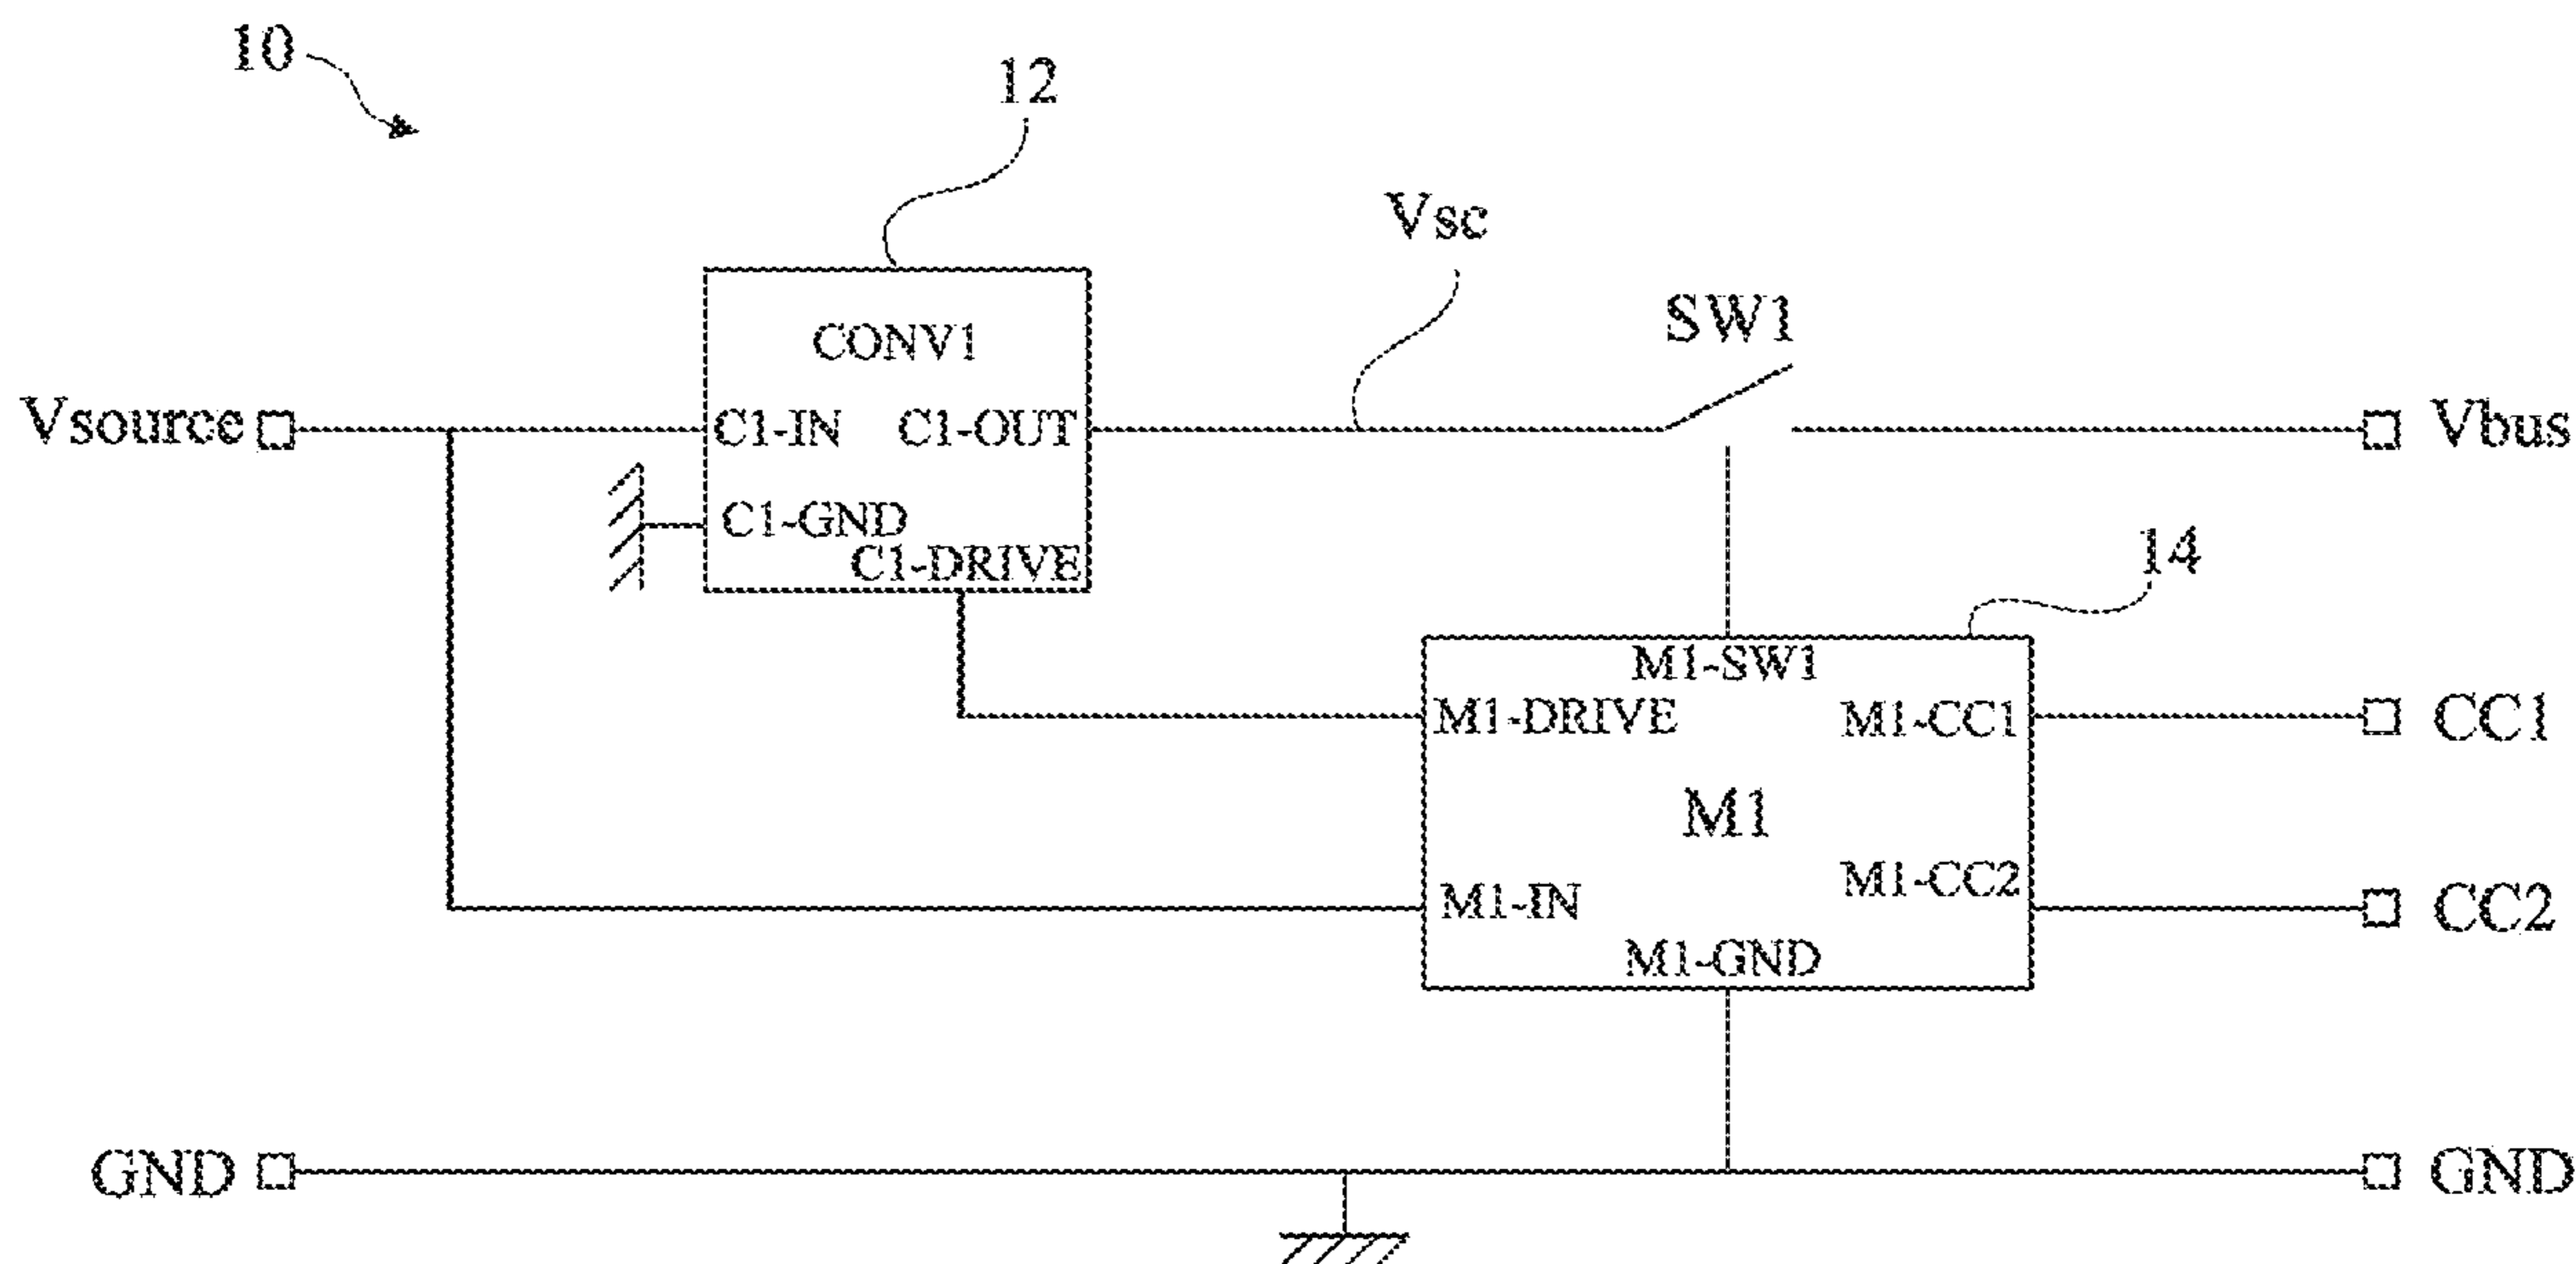 10
12
Vsc
SW1
CONV1
Vsource
C1-IN
C1-OUT
Vbus
C1-GND
C1-DRIVE
14
M1-SW1
M1-DRIVE
M1-CC1
CC1
M1
M1-IN
M1-CC2
CC2
M1-GND
GND
GND